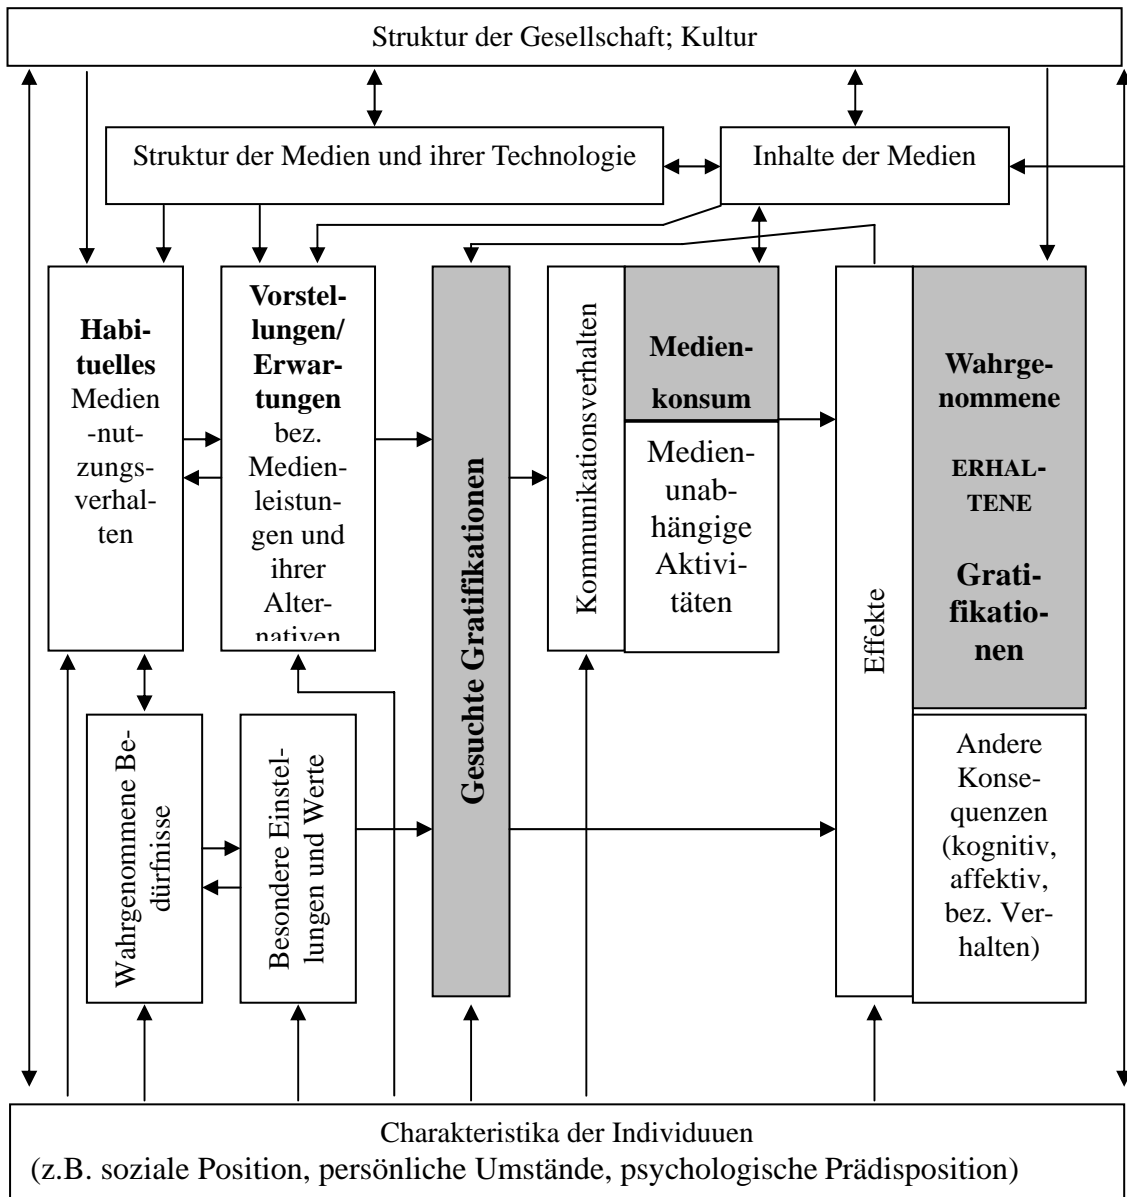 Struktur der Gesellschaft; Kultur
Struktur der Medien und ihrer Technologie
Inhalte der Medien
Habi-
tuelles
Medien
-nut-
zungs-
verhal-
ten
Vorstel-
lungen/
Erwar-
tungen
bez.
Medien-
leistun-
gen und
ihrer
Alter-
nativen
Gesuchte Gratifikationen
Kommunikationsverhalten
Medien-
konsum
Medien-
unab-
hängige
Aktivi-
täten
Effekte
Wahrge-
nommene
ERHAL-
TENE
Grati-
fikatio-
nen
Wahrgenommene Be-
dürfnisse
Besondere Einstel-
lungen und Werte
Andere
Konse-
quenzen
(kognitiv,
affektiv,
bez. Ver-
halten)
Charakteristika der Individuuen
(z.B. soziale Position, persönliche Umstände, psychologische Prädisposition)